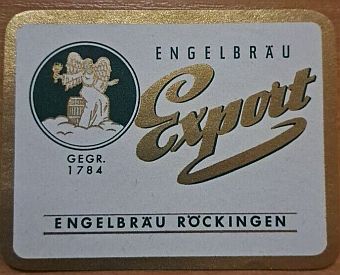 ENGELBRÄU
Export
GEGR.
1784
ENGELBRÄU RÖCKINGEN